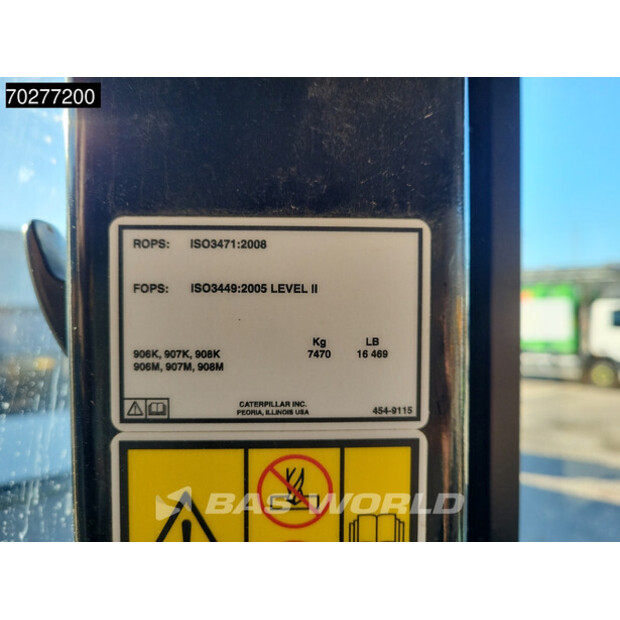 70277200
ROPS: ISO3471:2008
FOPS: ISO3449:2005 LEVEL II
Kg LB
906K, 907K, 908K 7470 16 469
906M, 907M, 908M
CATERPILLAR INC.
PEORIA, ILLINOIS USA 454-9115
BAS WORLD